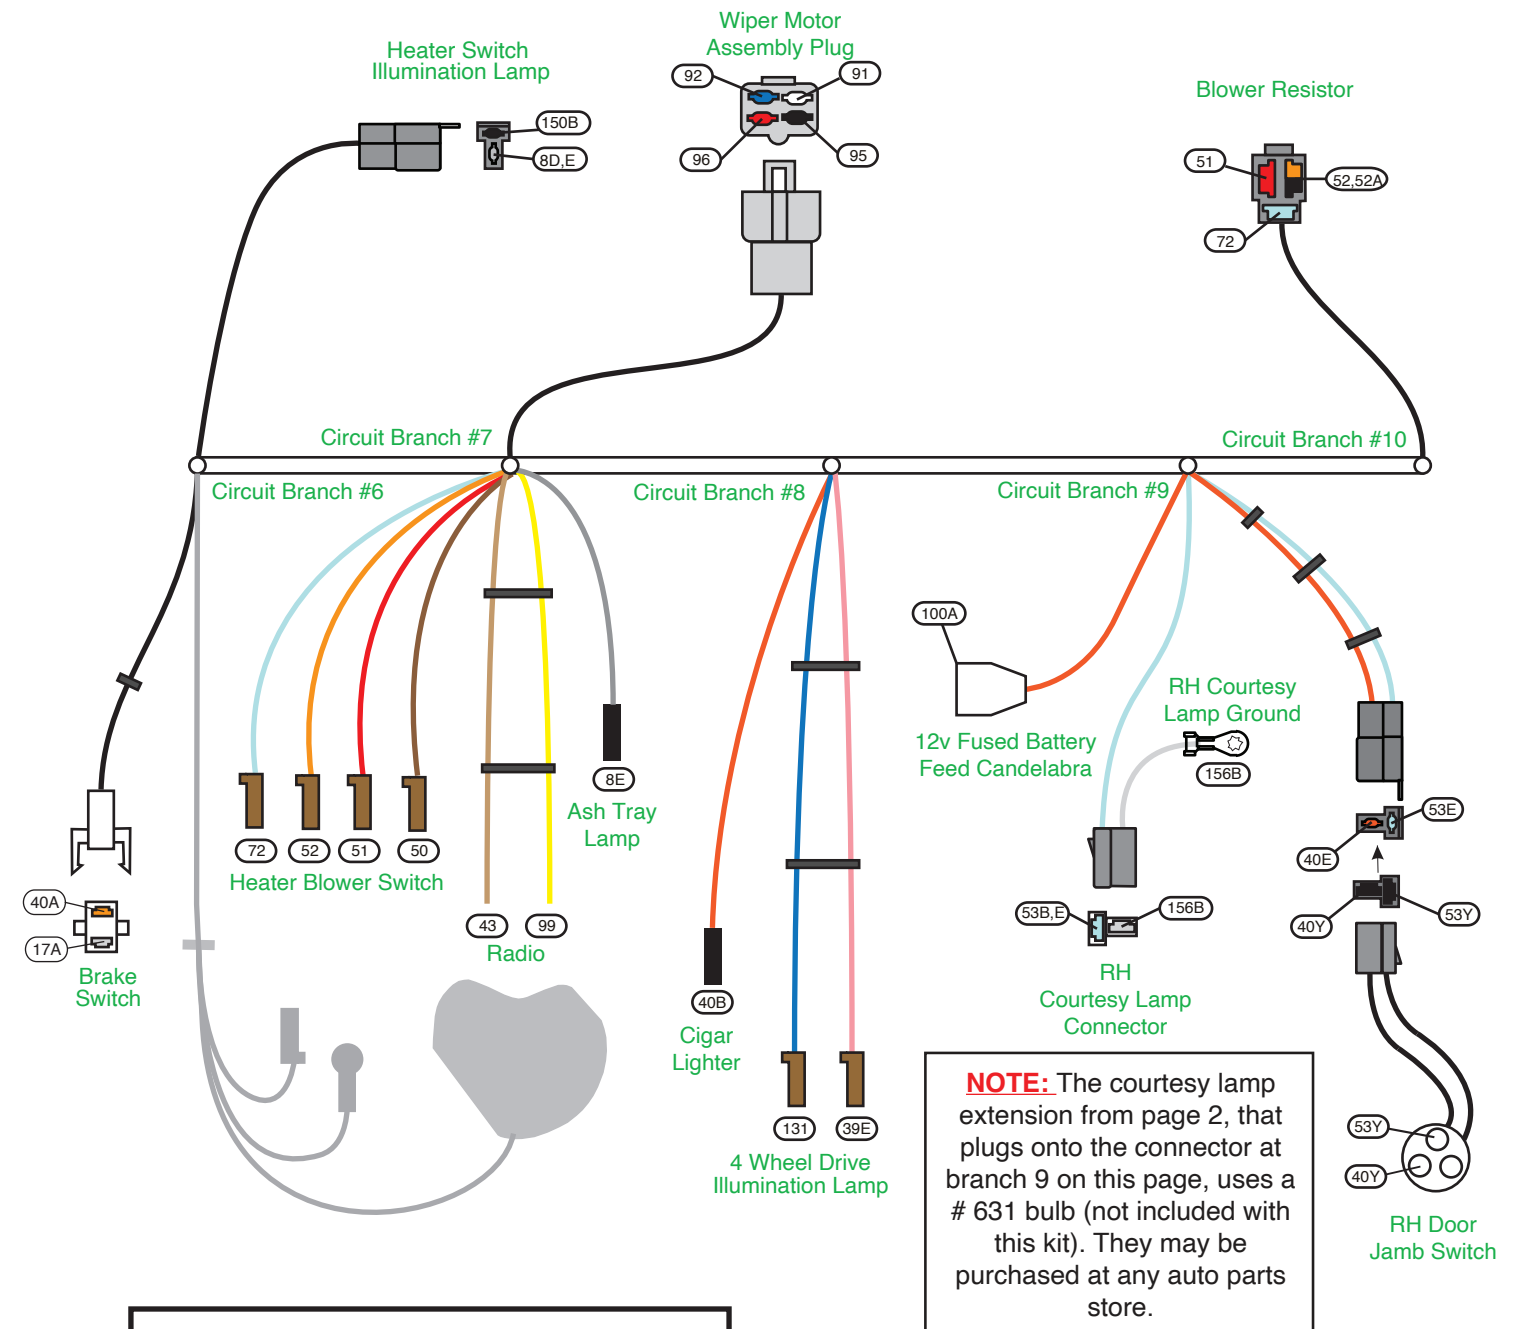 Wiper Motor
Assembly Plug
Heater Switch
Illumination Lamp
92
91
96
95
150B
8D,E
Blower Resistor
51
52,52A
72
Circuit Branch #7
Circuit Branch #10
Circuit Branch #6
Circuit Branch #8
Circuit Branch #9
100A
12v Fused Battery
Feed Candelabra
RH Courtesy
Lamp Ground
156B
8E
Ash Tray
Lamp
72
52
51
50
Heater Blower Switch
40A
17A
Brake
Switch
43
99
Radio
40B
Cigar
Lighter
131
39E
4 Wheel Drive
Illumination Lamp
53B,E
156B
RH
Courtesy Lamp
Connector
53E
40E
40Y
53Y
53Y
40Y
RH Door
Jamb Switch
NOTE: The courtesy lamp
extension from page 2, that
plugs onto the connector at
branch 9 on this page, uses a
# 631 bulb (not included with
this kit). They may be
purchased at any auto parts
store.